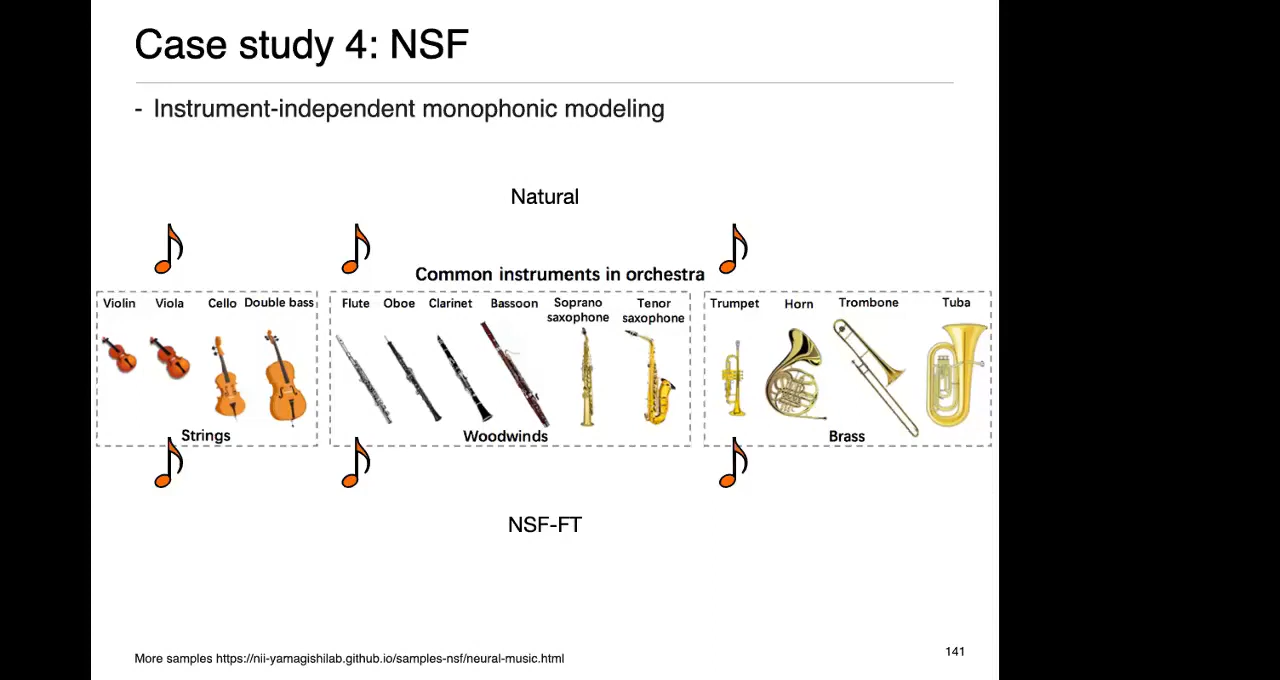 Case study 4: NSF
- Instrument-independent monophonic modeling
Natural
Common instruments in orchestra
Violin Viola Cello Double bass
Strings
Flute Oboe Clarinet Bassoon Soprano saxophone Tenor saxophone
Woodwinds
Trumpet Horn Trombone Tuba
Brass
NSF-FT
More samples https://nii-yamagishilab.github.io/samples-nsf/neural-music.html
141